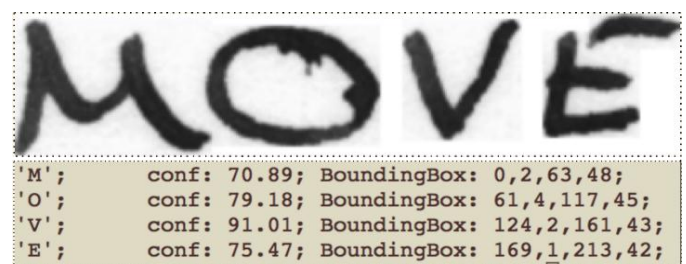 MOVE
'M'; conf: 70.89; BoundingBox: 0,2,63,48;
'O'; conf: 79.18; BoundingBox: 61,4,117,45;
'V'; conf: 91.01; BoundingBox: 124,2,161,43;
'E'; conf: 75.47; BoundingBox: 169,1,213,42;